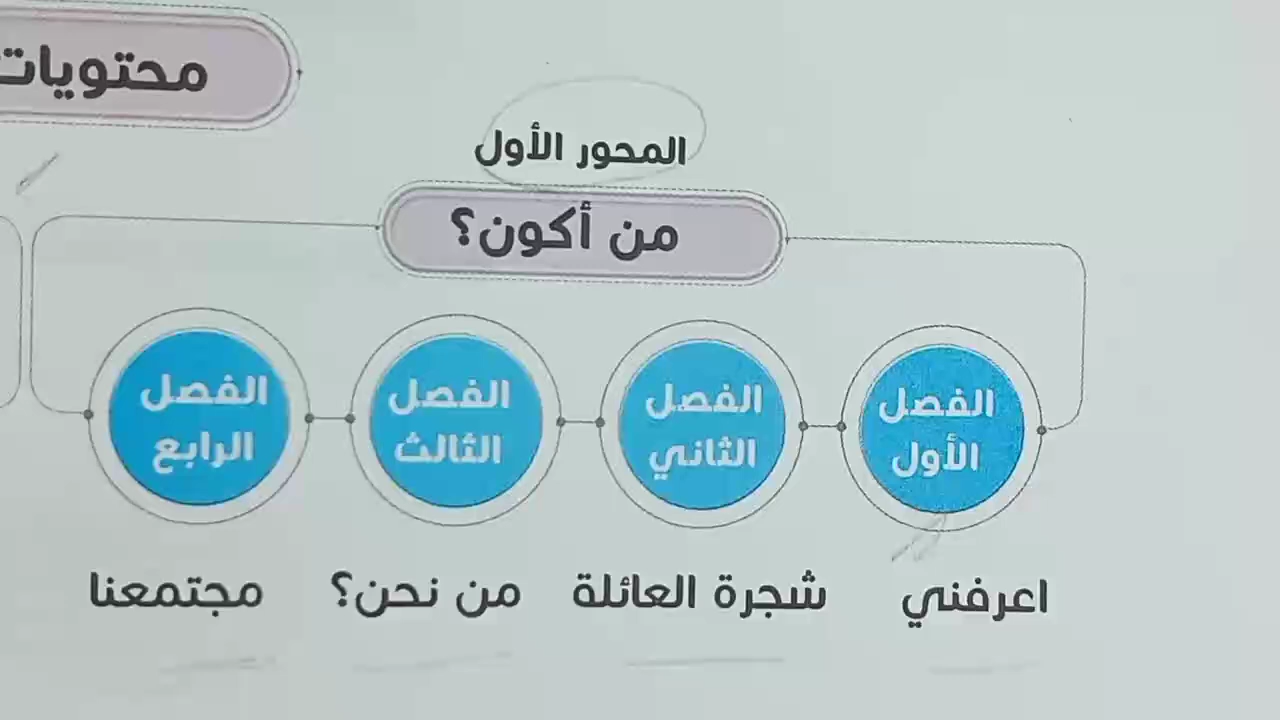 محتويات
المحور الأول
من أكون؟
الفصل الأول
الفصل الثاني
الفصل الثالث
الفصل الرابع
اعرفني
شجرة العائلة
من نحن؟
مجتمعنا